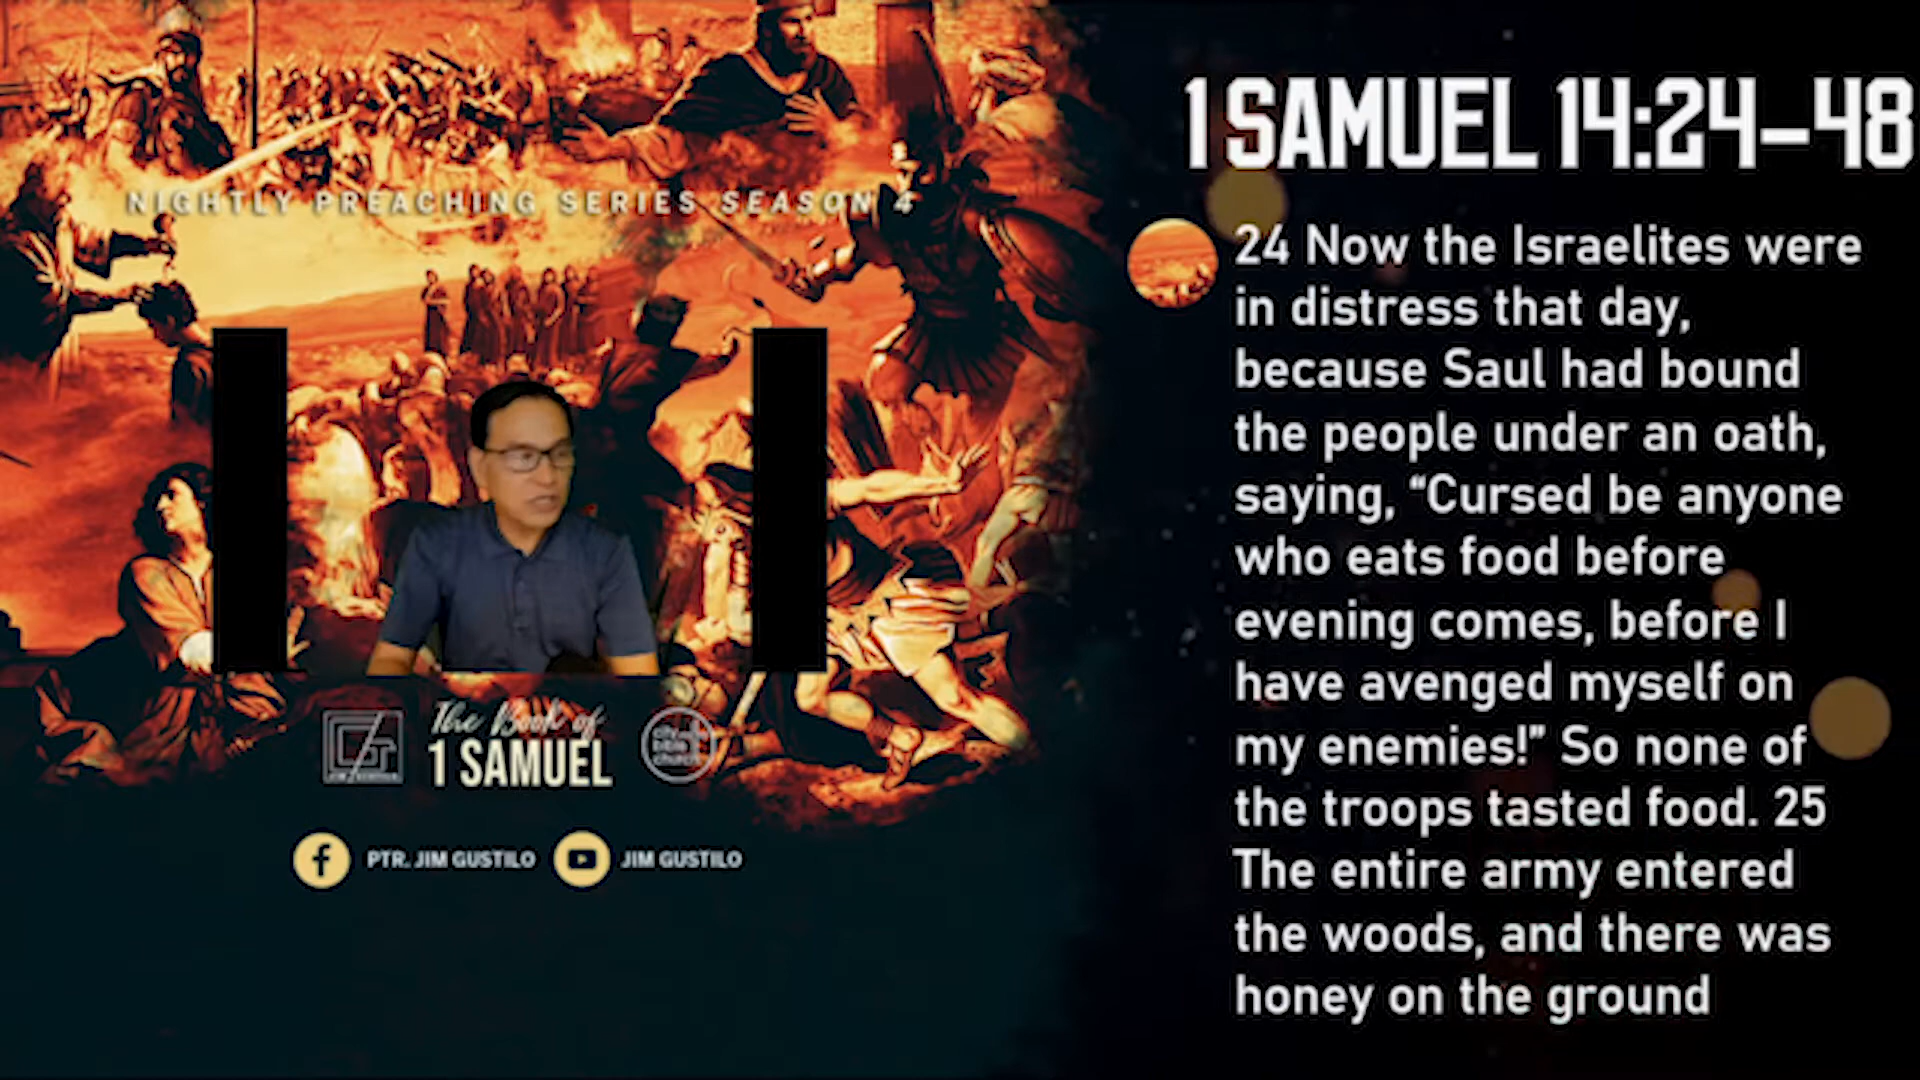 NIGHTLY PREACHING SERIES SEASON 4
The Book of
1 SAMUEL
city
bible
church
PTR. JIM GUSTILO
JIM GUSTILO
1 SAMUEL 14:24–48
24 Now the Israelites were
in distress that day,
because Saul had bound
the people under an oath,
saying, “Cursed be anyone
who eats food before
evening comes, before I
have avenged myself on
my enemies!” So none of
the troops tasted food. 25
The entire army entered
the woods, and there was
honey on the ground